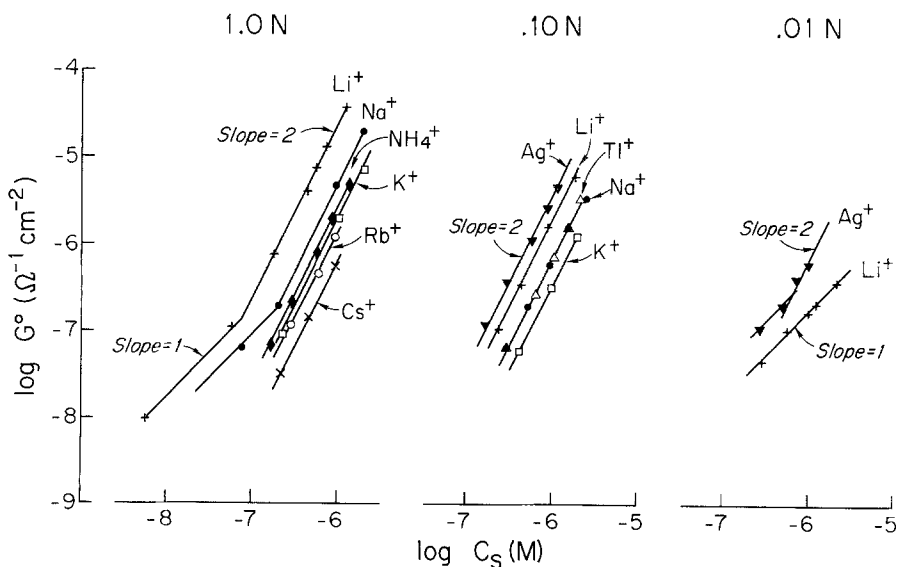 1.0 N
.10 N
.01 N
log G° (Ω⁻¹ cm⁻²)
-4
-5
-6
-7
-8
-9
Li⁺
Slope=2
Na⁺
NH4⁺
K⁺
Rb⁺
Cs⁺
Slope=1
-8
-7
-6
Ag⁺
Li⁺
Tl⁺
Na⁺
Slope=2
K⁺
-7
-6
-5
Ag⁺
Slope=2
Li⁺
Slope=1
-7
-6
-5
log Cs (M)